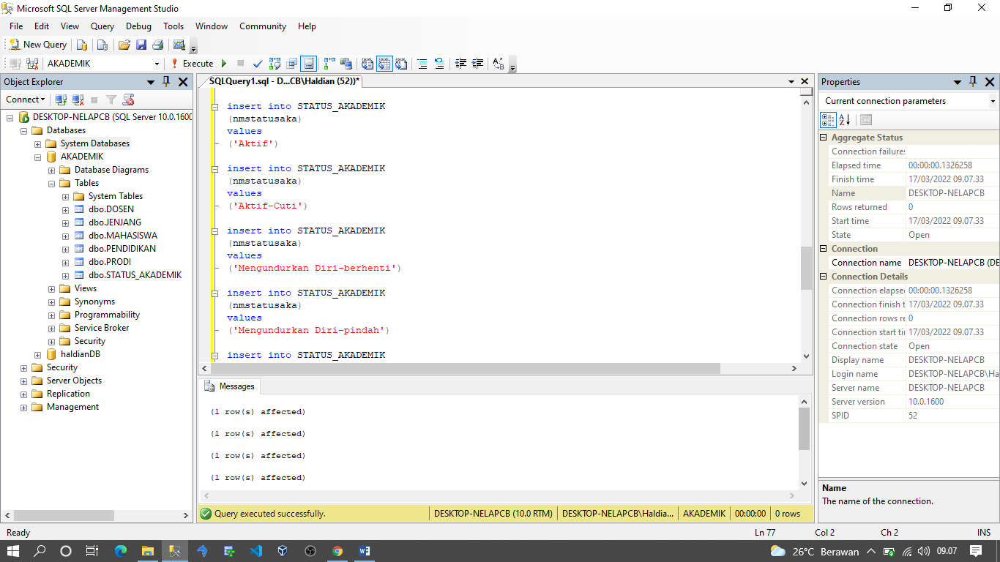 Microsoft SQL Server Management Studio
File Edit View Query Debug Tools Window Community Help
New Query
AKADEMIK Execute
Object Explorer
Connect
DESKTOP-NELAPCB (SQL Server 10.0.1600
Databases
System Databases
AKADEMIK
Database Diagrams
Tables
System Tables
dbo.DOSEN
dbo.JENJANG
dbo.MAHASISWA
dbo.PENDIDIKAN
dbo.PRODI
dbo.STATUS_AKADEMIK
Views
Synonyms
Programmability
Service Broker
Security
haldianDB
Security
Server Objects
Replication
Management
SQLQuery1.sql - D...CB\Haldian (52))*
insert into STATUS_AKADEMIK
(nmstatusaka)
values
('Aktif')
insert into STATUS_AKADEMIK
(nmstatusaka)
values
('Aktif-Cuti')
insert into STATUS_AKADEMIK
(nmstatusaka)
values
('Mengundurkan Diri-berhenti')
insert into STATUS_AKADEMIK
(nmstatusaka)
values
('Mengundurkan Diri-pindah')
insert into STATUS_AKADEMIK
Messages
(1 row(s) affected)
(1 row(s) affected)
(1 row(s) affected)
(1 row(s) affected)
Query executed successfully. DESKTOP-NELAPCB (10.0 RTM) DESKTOP-NELAPCB\Haldia... AKADEMIK 00:00:00 0 rows
Properties
Current connection parameters
Aggregate Status
Connection failures
Elapsed time 00:00:00.1326258
Finish time 17/03/2022 09.07.33
Name DESKTOP-NELAPCB
Rows returned 0
Start time 17/03/2022 09.07.33
State Open
Connection
Connection name DESKTOP-NELAPCB (DE
Connection Details
Connection elapse 00:00:00.1326258
Connection finish t 17/03/2022 09.07.33
Connection rows re 0
Connection start ti 17/03/2022 09.07.33
Connection state Open
Display name DESKTOP-NELAPCB
Login name DESKTOP-NELAPCB\Ha
Server name DESKTOP-NELAPCB
Server version 10.0.1600
SPID 52
Name
The name of the connection.
Ready Ln 77 Col 2 Ch 2 INS
26°C Berawan 09.07